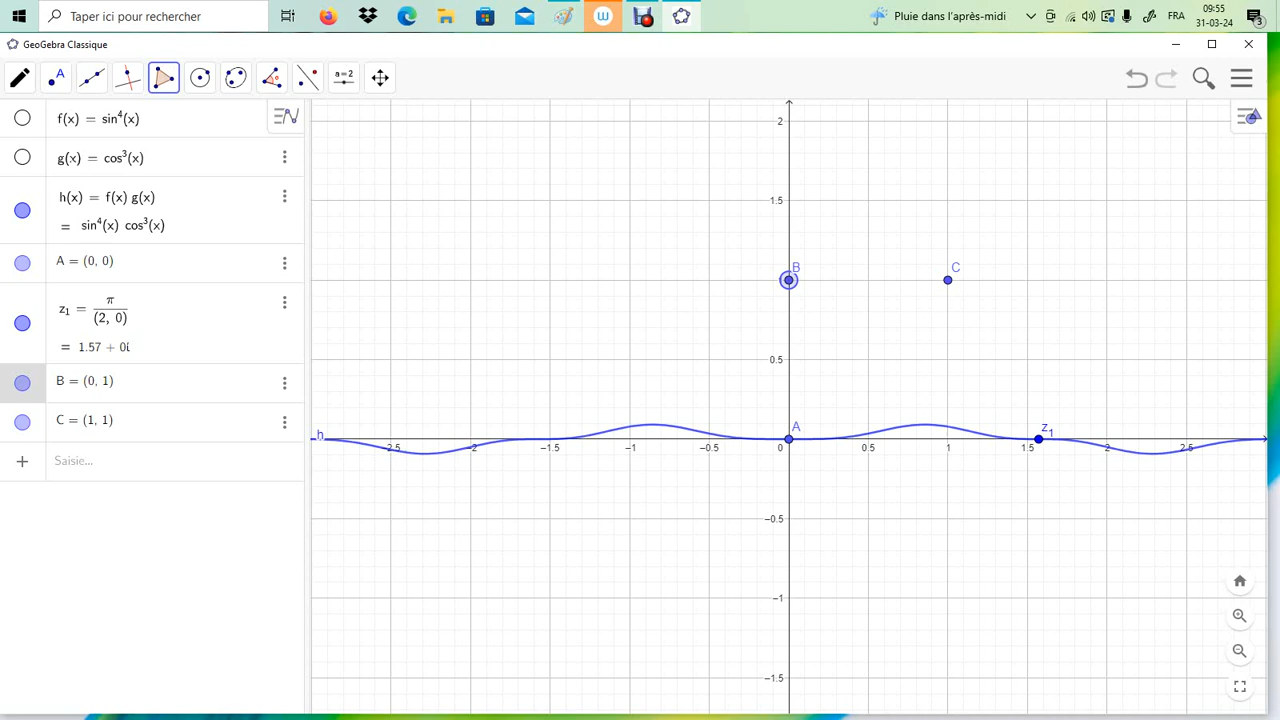 Taper ici pour rechercher
Pluie dans l'après-midi
FRA
09:55
31-03-24
3
GeoGebra Classique
A
a=2
f(x) = sin⁴(x)
g(x) = cos³(x)
h(x) = f(x) g(x)
= sin⁴(x) cos³(x)
A = (0, 0)
z₁ = π / (2, 0)
= 1.57 + 0i
B = (0, 1)
C = (1, 1)
Saisie...
2
1.5
B
C
0.5
h
A
z₁
-2.5
-2
-1.5
-1
-0.5
0
0.5
1
1.5
2
2.5
-0.5
-1
-1.5